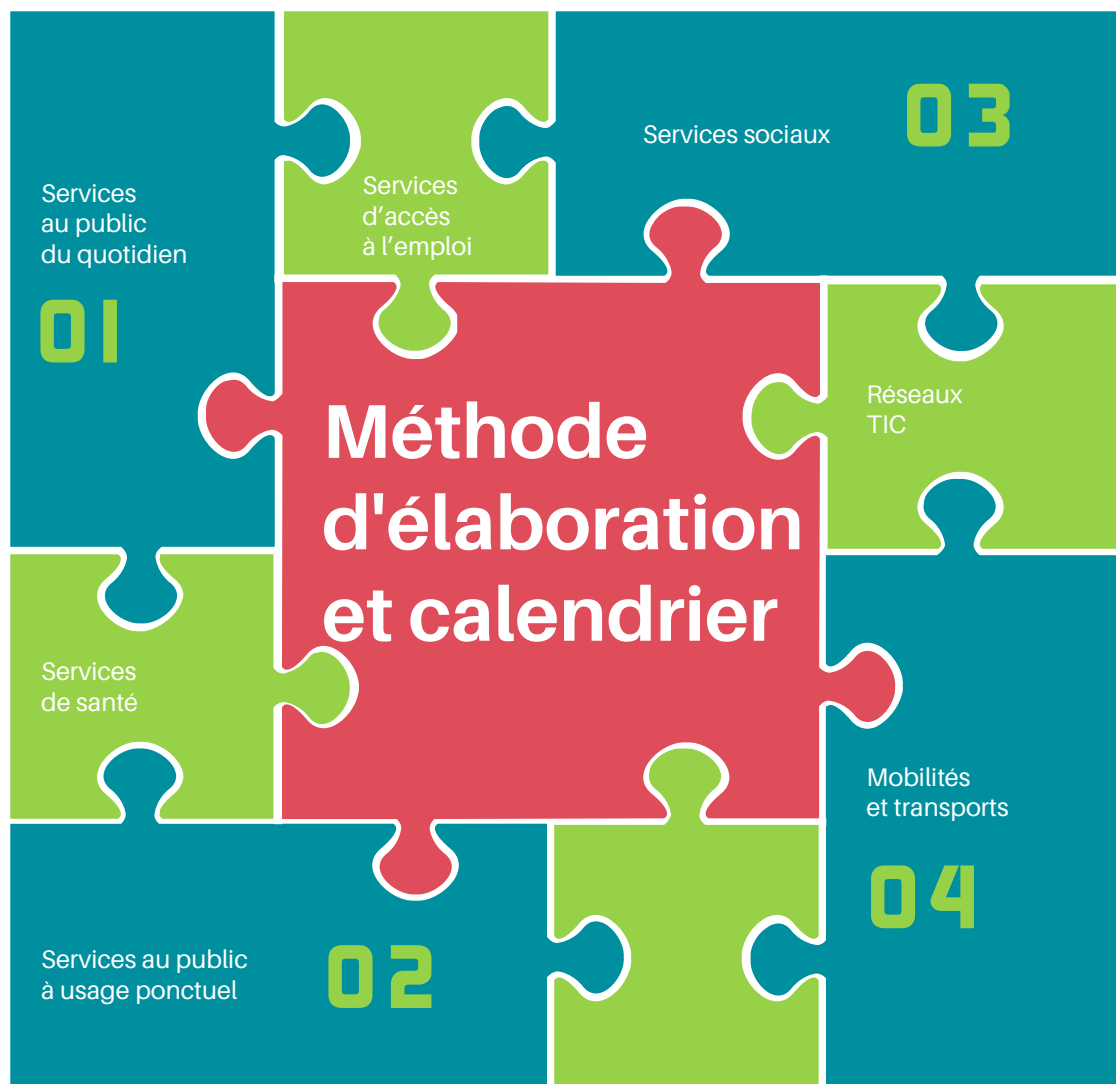 Services
au public
du quotidien
01
Services
d’accès
à l’emploi
Services sociaux
03
Réseaux
TIC
Méthode
d'élaboration
et calendrier
Services
de santé
Mobilités
et transports
04
Services au public
à usage ponctuel
02